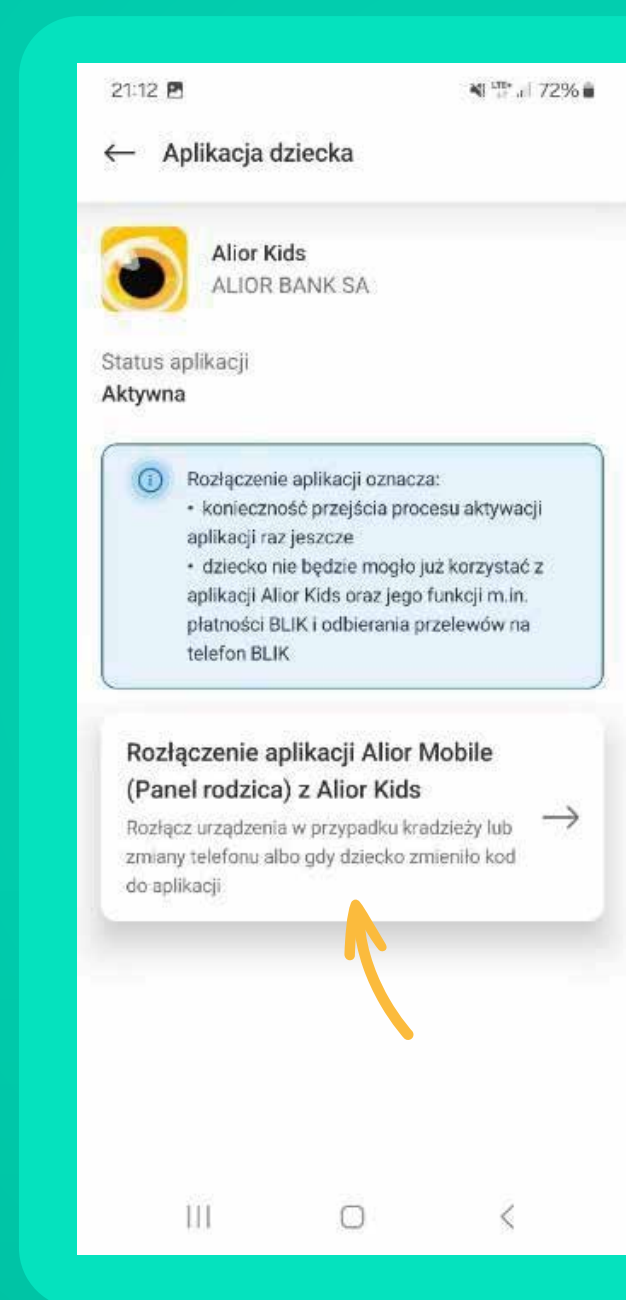 21:12
LTE+ 72%
Aplikacja dziecka
Alior Kids
ALIOR BANK SA
Status aplikacji
Aktywna
Rozłączenie aplikacji oznacza:
• konieczność przejścia procesu aktywacji
aplikacji raz jeszcze
• dziecko nie będzie mogło już korzystać z
aplikacji Alior Kids oraz jego funkcji m.in.
płatności BLIK i odbierania przelewów na
telefon BLIK
Rozłączenie aplikacji Alior Mobile
(Panel rodzica) z Alior Kids
Rozłącz urządzenia w przypadku kradzieży lub
zmiany telefonu albo gdy dziecko zmieniło kod
do aplikacji